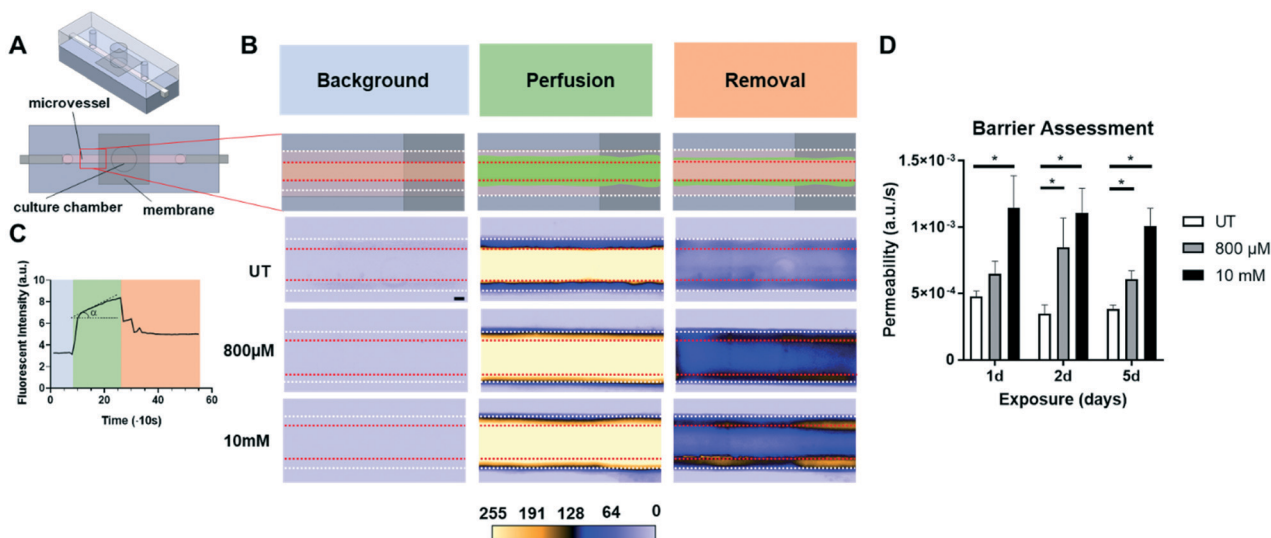 A
microvessel
culture chamber
membrane
B
Background
Perfusion
Removal
UT
800µM
10mM
255 191 128 64 0
C
Fluorescent Intensity (a.u.)
10
8
6
4
2
0
α
0 20 40 60
Time (·10s)
D
Barrier Assessment
Permeability (a.u./s)
1.5×10⁻³
1×10⁻³
5×10⁻⁴
0
* * *
* *
1d 2d 5d
Exposure (days)
UT
800 µM
10 mM